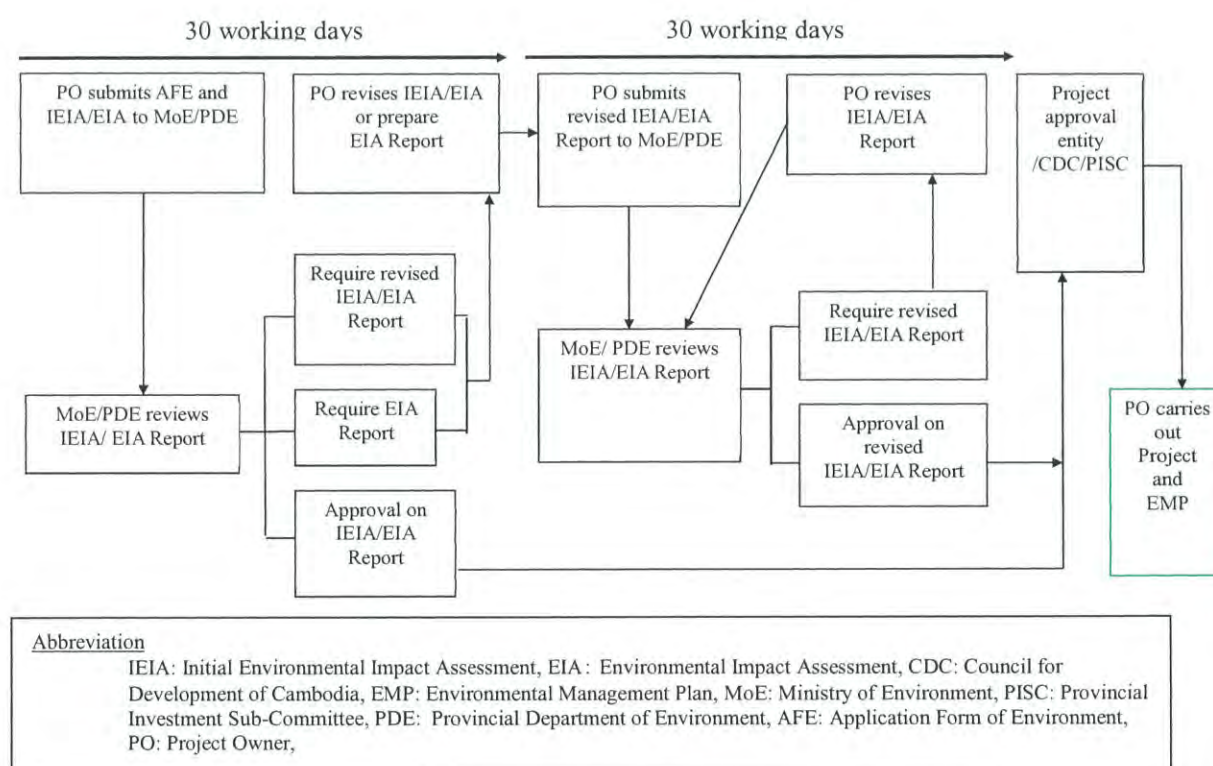 30 working days
30 working days
PO submits AFE and
IEIA/EIA to MoE/PDE
PO revises IEIA/EIA
or prepare
EIA Report
PO submits
revised IEIA/EIA
Report to MoE/PDE
PO revises
IEIA/EIA
Report
Project
approval
entity
/CDC/PISC
Require revised
IEIA/EIA
Report
Require revised
IEIA/EIA Report
MoE/ PDE reviews
IEIA/EIA Report
MoE/PDE reviews
IEIA/ EIA Report
Require EIA
Report
Approval on
revised
IEIA/EIA Report
PO carries
out
Project
and
EMP
Approval on
IEIA/EIA
Report
Abbreviation
IEIA: Initial Environmental Impact Assessment, EIA : Environmental Impact Assessment, CDC: Council for
Development of Cambodia, EMP: Environmental Management Plan, MoE: Ministry of Environment, PISC: Provincial
Investment Sub-Committee, PDE: Provincial Department of Environment, AFE: Application Form of Environment,
PO: Project Owner,